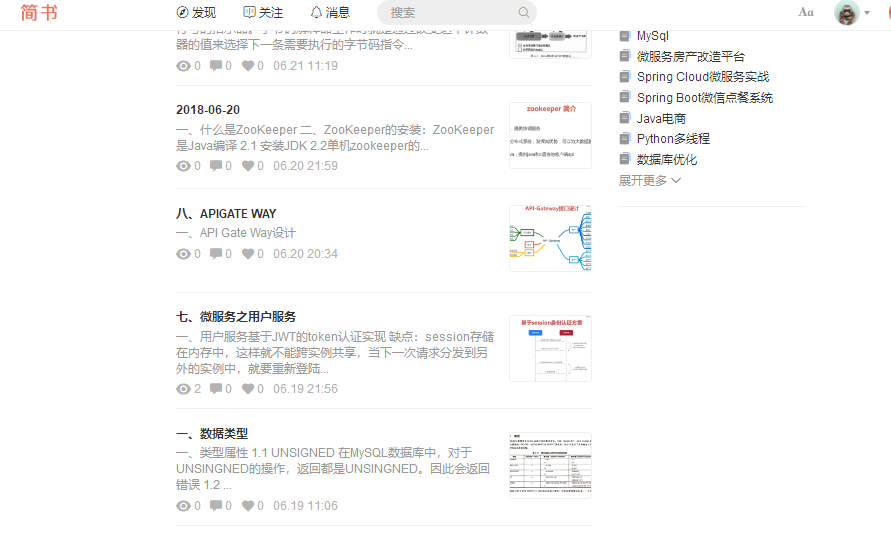 简书
发现
关注
消息
搜索
Aa
器的值来选择下一条需要执行的字节码指令...
0 0 0 06.21 11:19
2018-06-20
一、什么是ZooKeeper 二、ZooKeeper的安装：ZooKeeper
是Java编译 2.1 安装JDK 2.2单机zookeeper的...
0 0 0 06.20 21:59
zookeeper 简介
八、APIGATE WAY
一、API Gate Way设计
0 0 0 06.20 20:34
API-Gateway接口设计
七、微服务之用户服务
一、用户服务基于JWT的token认证实现 缺点：session存储
在内存中，这样就不能跨实例共享，当下一次请求分发到另
外的实例中，就要重新登陆...
2 0 0 06.19 21:56
基于session身份认证方案
一、数据类型
一、类型属性 1.1 UNSIGNED 在MySQL数据库中，对于
UNSINGNED的操作，返回都是UNSINGNED。因此会返回
错误 1.2 ...
0 0 0 06.19 11:06
MySql
微服务房产改造平台
Spring Cloud微服务实战
Spring Boot微信点餐系统
Java电商
Python多线程
数据库优化
展开更多